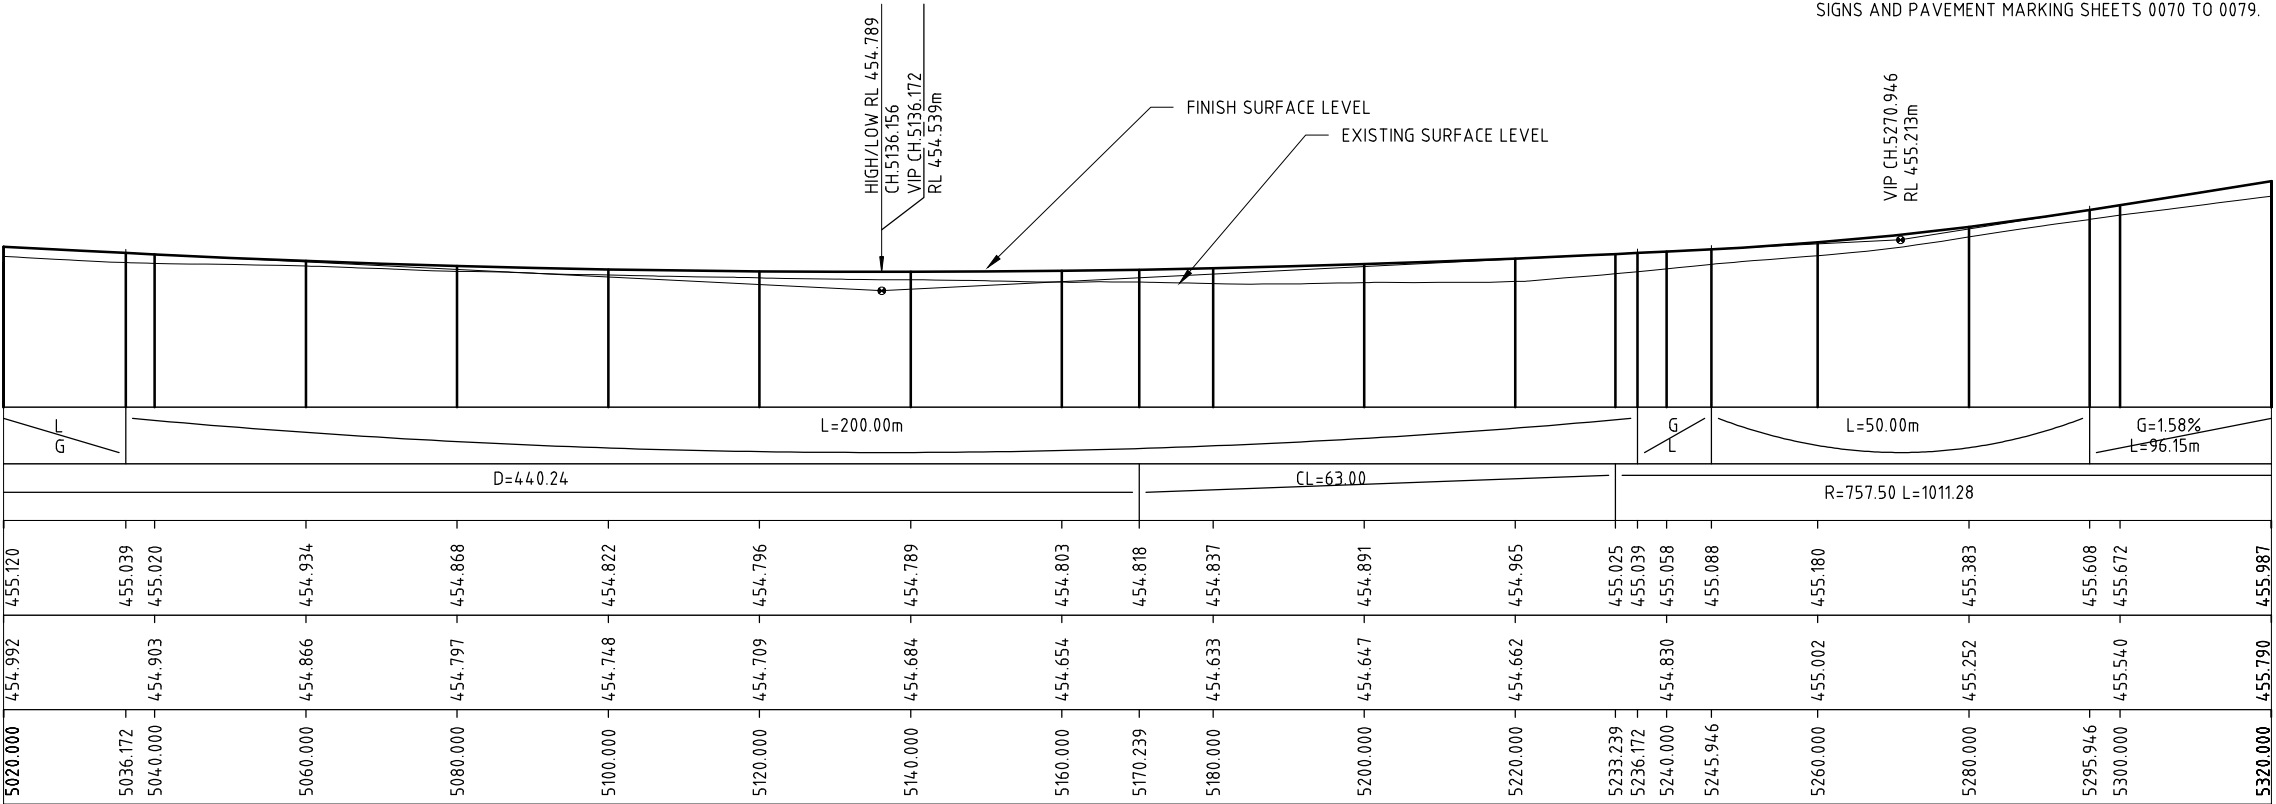 SIGNS AND PAVEMENT MARKING SHEETS 0070 TO 0079.
HIGH/LOW RL 454.789
CH.5136.156
VIP CH.5136.172
RL 454.539m
FINISH SURFACE LEVEL
EXISTING SURFACE LEVEL
VIP CH.5270.946
RL 455.213m
L
G
L=200.00m
G
L
L=50.00m
G=1.58%
L=96.15m
D=440.24
CL=63.00
R=757.50 L=1011.28
455.120 455.039 455.020 454.934 454.868 454.822 454.796 454.789 454.803 454.818 454.837 454.891 454.965 455.025 455.039 455.058 455.088 455.180 455.383 455.608 455.672 455.987
454.992 454.903 454.866 454.797 454.748 454.709 454.684 454.654 454.633 454.647 454.662 454.830 455.002 455.252 455.540 455.790
5020.000 5036.172 5040.000 5060.000 5080.000 5100.000 5120.000 5140.000 5160.000 5170.239 5180.000 5200.000 5220.000 5233.239 5236.172 5240.000 5245.946 5260.000 5280.000 5295.946 5300.000 5320.000